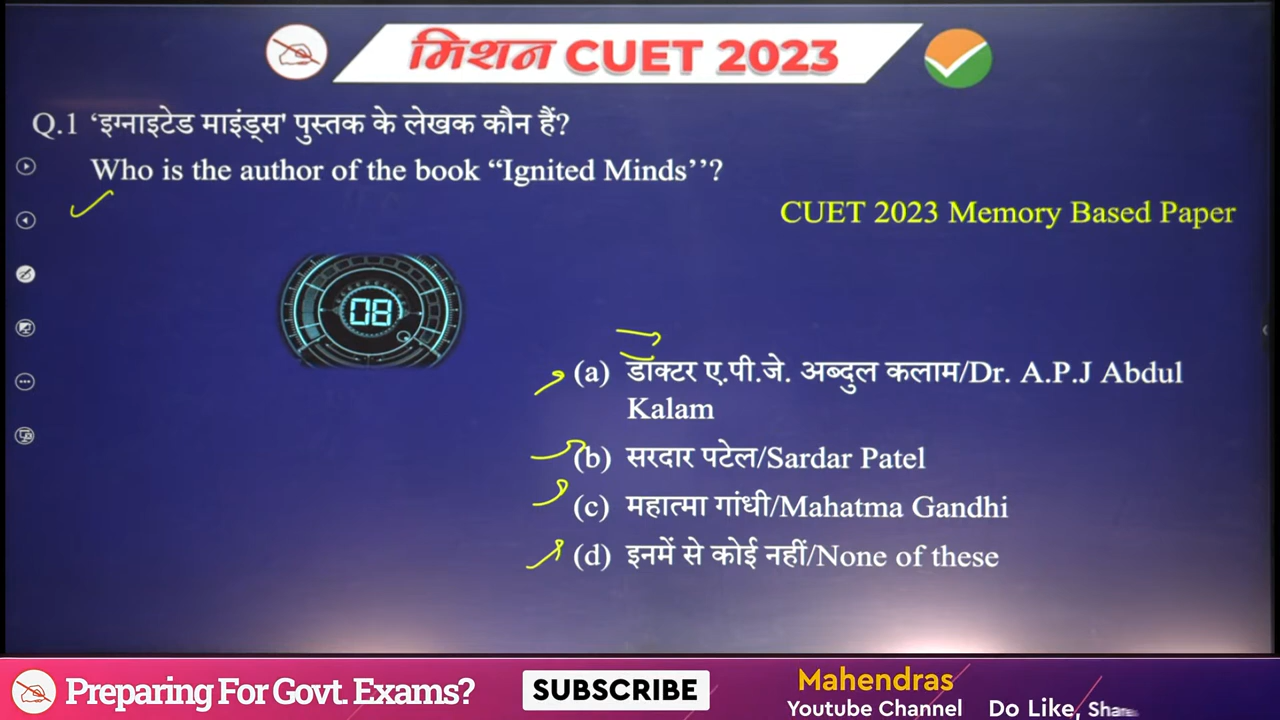 मिशन CUET 2023
Q.1 ‘इग्नाइटेड माइंड्स' पुस्तक के लेखक कौन हैं?
Who is the author of the book “Ignited Minds’’?
CUET 2023 Memory Based Paper
08
(a) डाक्टर ए.पी.जे. अब्दुल कलाम/Dr. A.P.J Abdul
Kalam
(b) सरदार पटेल/Sardar Patel
(c) महात्मा गांधी/Mahatma Gandhi
(d) इनमें से कोई नहीं/None of these
Preparing For Govt. Exams?
SUBSCRIBE
Mahendras
Youtube Channel
Do Like, Share